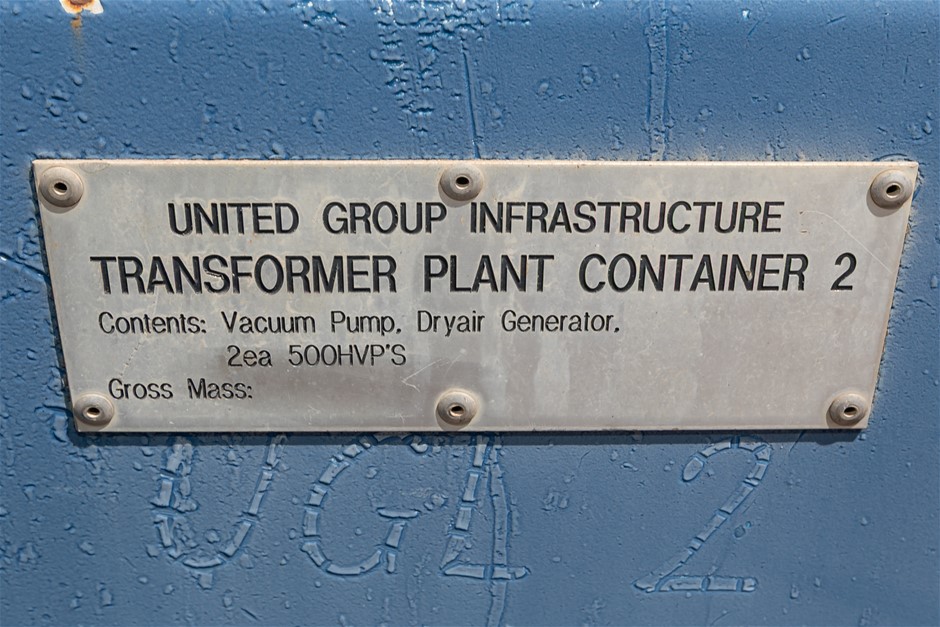 UNITED GROUP INFRASTRUCTURE
TRANSFORMER PLANT CONTAINER 2
Contents: Vacuum Pump, Dryair Generator,
2ea 500HVP'S
Gross Mass:
UGL 2